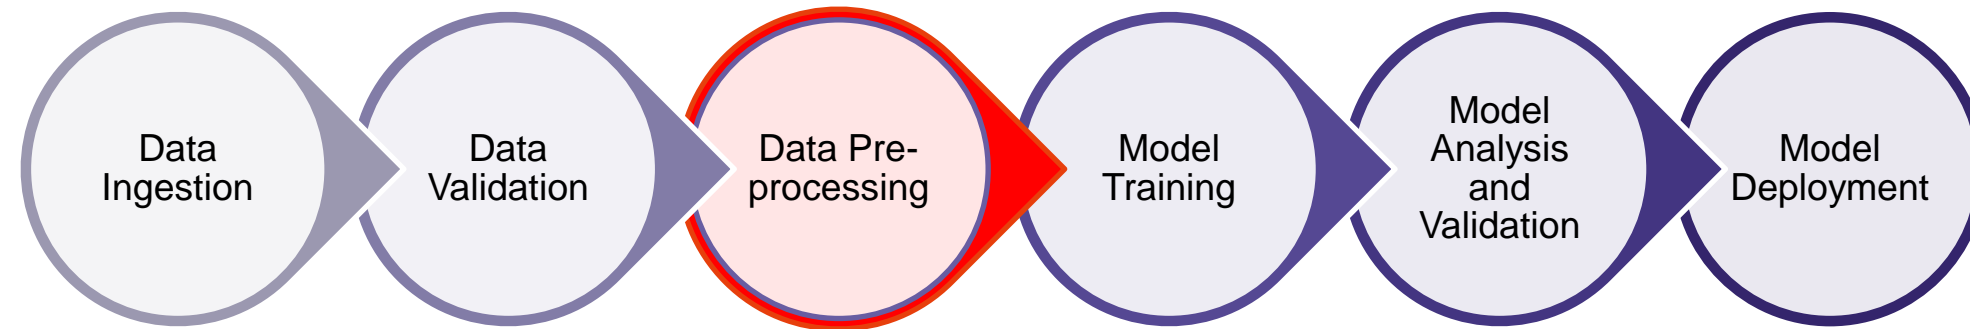 Data
Ingestion
Data
Validation
Data Pre-
processing
Model
Training
Model
Analysis
and
Validation
Model
Deployment